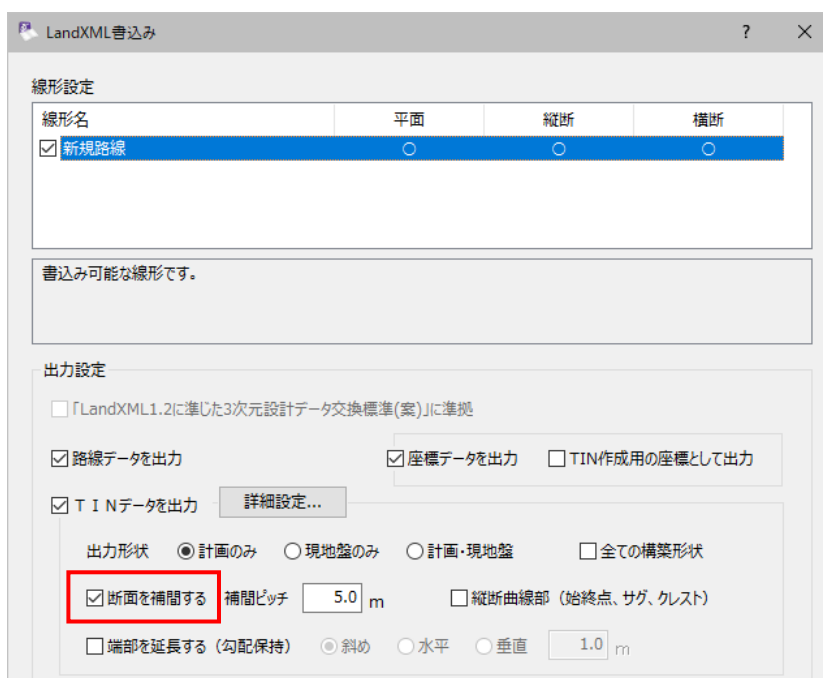 LandXML書込み ? ×
線形設定
線形名 平面 縦断 横断
新規路線 ○ ○ ○
書込み可能な線形です。
出力設定
「LandXML1.2に準じた3次元設計データ交換標準(案)」に準拠
路線データを出力 座標データを出力 TIN作成用の座標として出力
ＴＩＮデータを出力 詳細設定...
出力形状 計画のみ 現地盤のみ 計画・現地盤 全ての構築形状
断面を補間する 補間ピッチ 5.0 m 縦断曲線部（始終点、サグ、クレスト）
端部を延長する（勾配保持） 斜め 水平 垂直 1.0 m